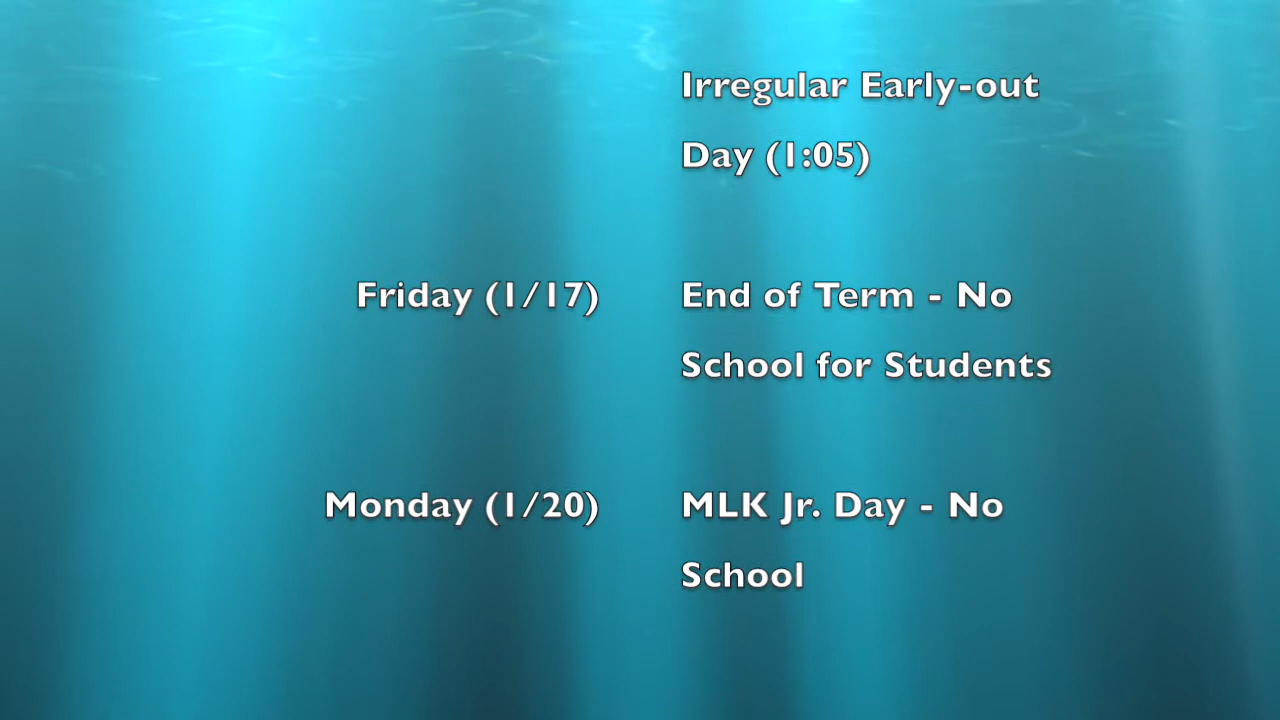 Irregular Early-out
Day (1:05)
Friday (1/17) End of Term - No
School for Students
Monday (1/20) MLK Jr. Day - No
School